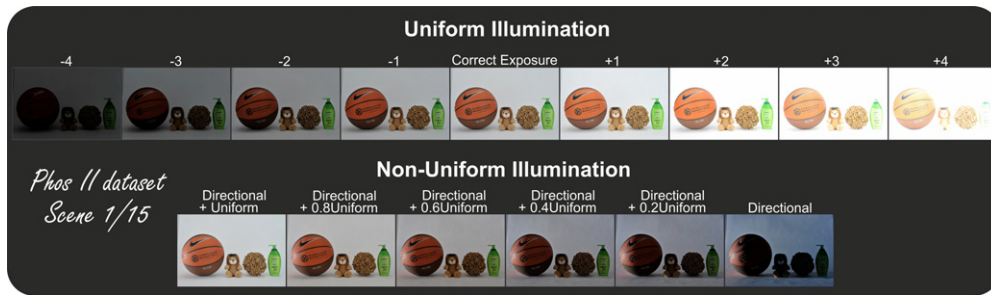 Uniform Illumination
-4 -3 -2 -1 Correct Exposure +1 +2 +3 +4
Non-Uniform Illumination
Phos II dataset
Scene 1/15
Directional + Uniform
Directional + 0.8Uniform
Directional + 0.6Uniform
Directional + 0.4Uniform
Directional + 0.2Uniform
Directional